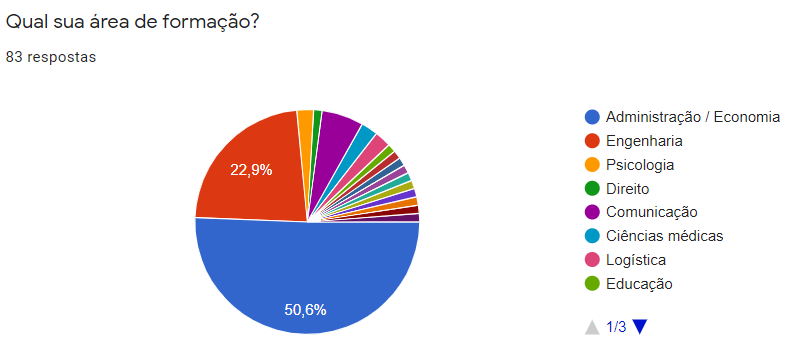 Qual sua área de formação?
83 respostas
22,9%
50,6%
Administração / Economia
Engenharia
Psicologia
Direito
Comunicação
Ciências médicas
Logística
Educação
1/3